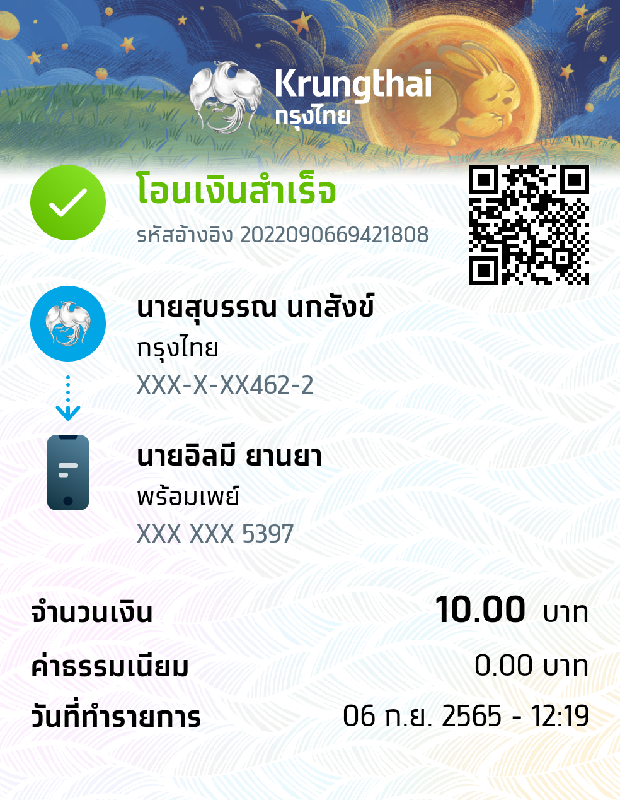 Krungthai
กรุงไทย
โอนเงินสำเร็จ
รหัสอ้างอิง 2022090669421808
นายสุบรรณ นกสังข์
กรุงไทย
XXX-X-XX462-2
นายอิลมี ยานยา
พร้อมเพย์
XXX XXX 5397
จำนวนเงิน 10.00 บาท
ค่าธรรมเนียม 0.00 บาท
วันที่ทำรายการ 06 ก.ย. 2565 - 12:19